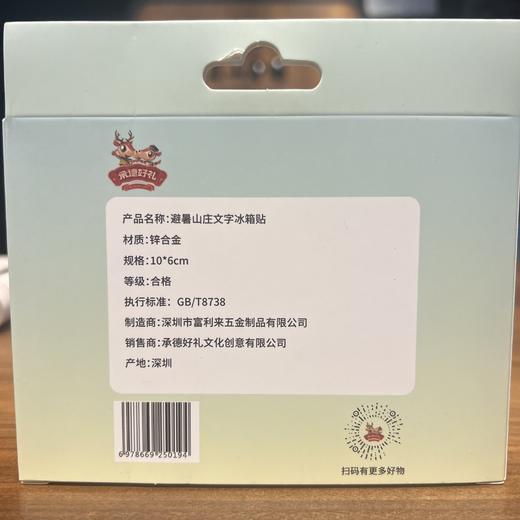 承德好礼
产品名称:避暑山庄文字冰箱贴
材质:锌合金
规格:10*6cm
等级:合格
执行标准: GB/T8738
制造商:深圳市富利来五金制品有限公司
销售商:承德好礼文化创意有限公司
产地:深圳
6 978669 250194
扫码有更多好物